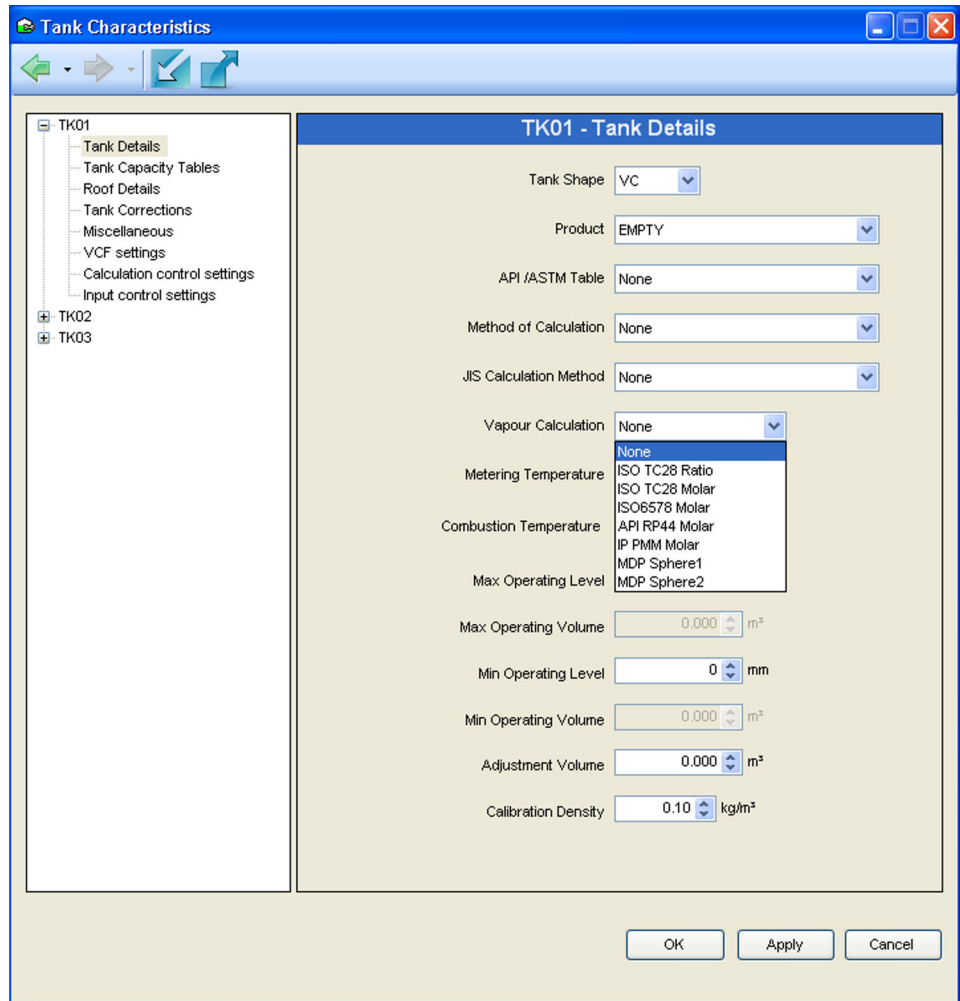 Tank Characteristics
TK01
Tank Details
Tank Capacity Tables
Roof Details
Tank Corrections
Miscellaneous
VCF settings
Calculation control settings
Input control settings
TK02
TK03
TK01 - Tank Details
Tank Shape VC
Product EMPTY
API /ASTM Table None
Method of Calculation None
JIS Calculation Method None
Vapour Calculation None
None
ISO TC28 Ratio
ISO TC28 Molar
ISO6578 Molar
API RP44 Molar
IP PMM Molar
MDP Sphere1
MDP Sphere2
Metering Temperature
Combustion Temperature
Max Operating Level
Max Operating Volume 0.000 m³
Min Operating Level 0 mm
Min Operating Volume 0.000 m³
Adjustment Volume 0.000 m³
Calibration Density 0.10 kg/m³
OK Apply Cancel